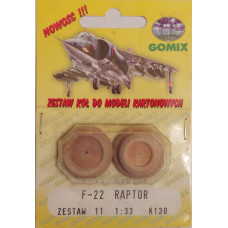 NOWOŚĆ !!!
GOMIX
ZESTAW KÓŁ DO MODELI KARTONOWYCH
F-22 RAPTOR
ZESTAW 11 1:33 K130